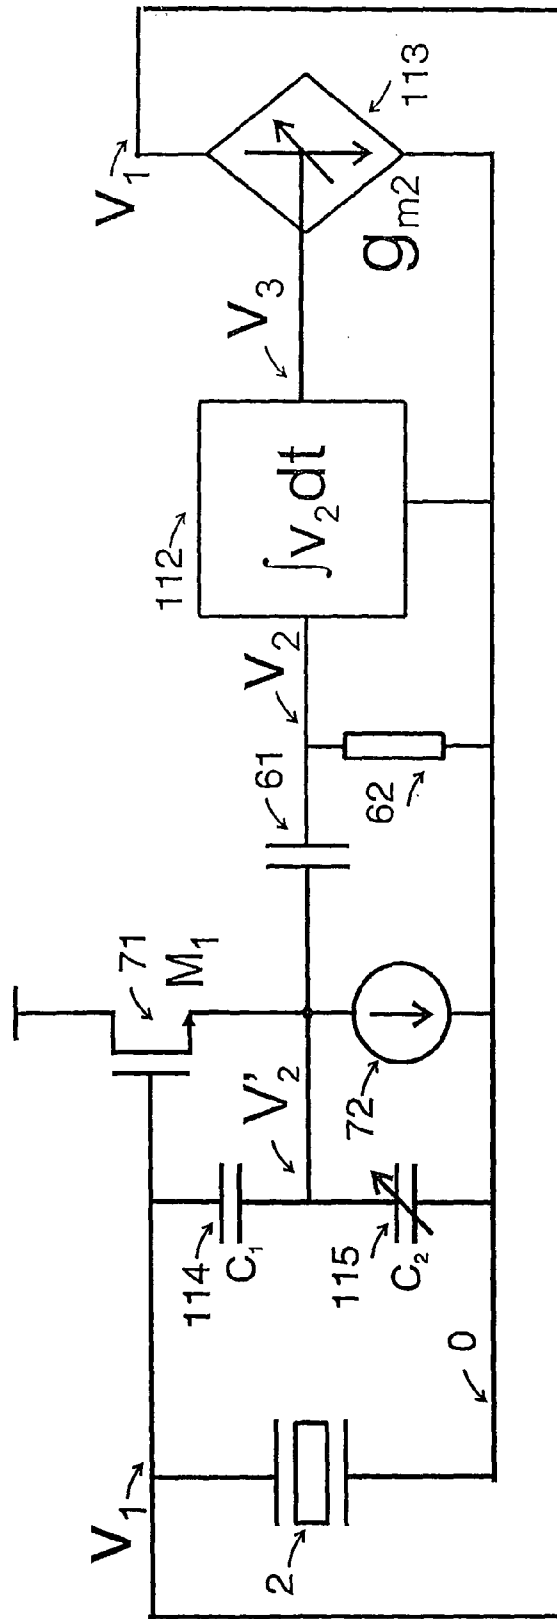 V₁
2
0
114
C₁
115
C₂
V'₂
71
M₁
72
61
62
V₂
112
∫V₂dt
V₃
gₘ₂
V₁
113